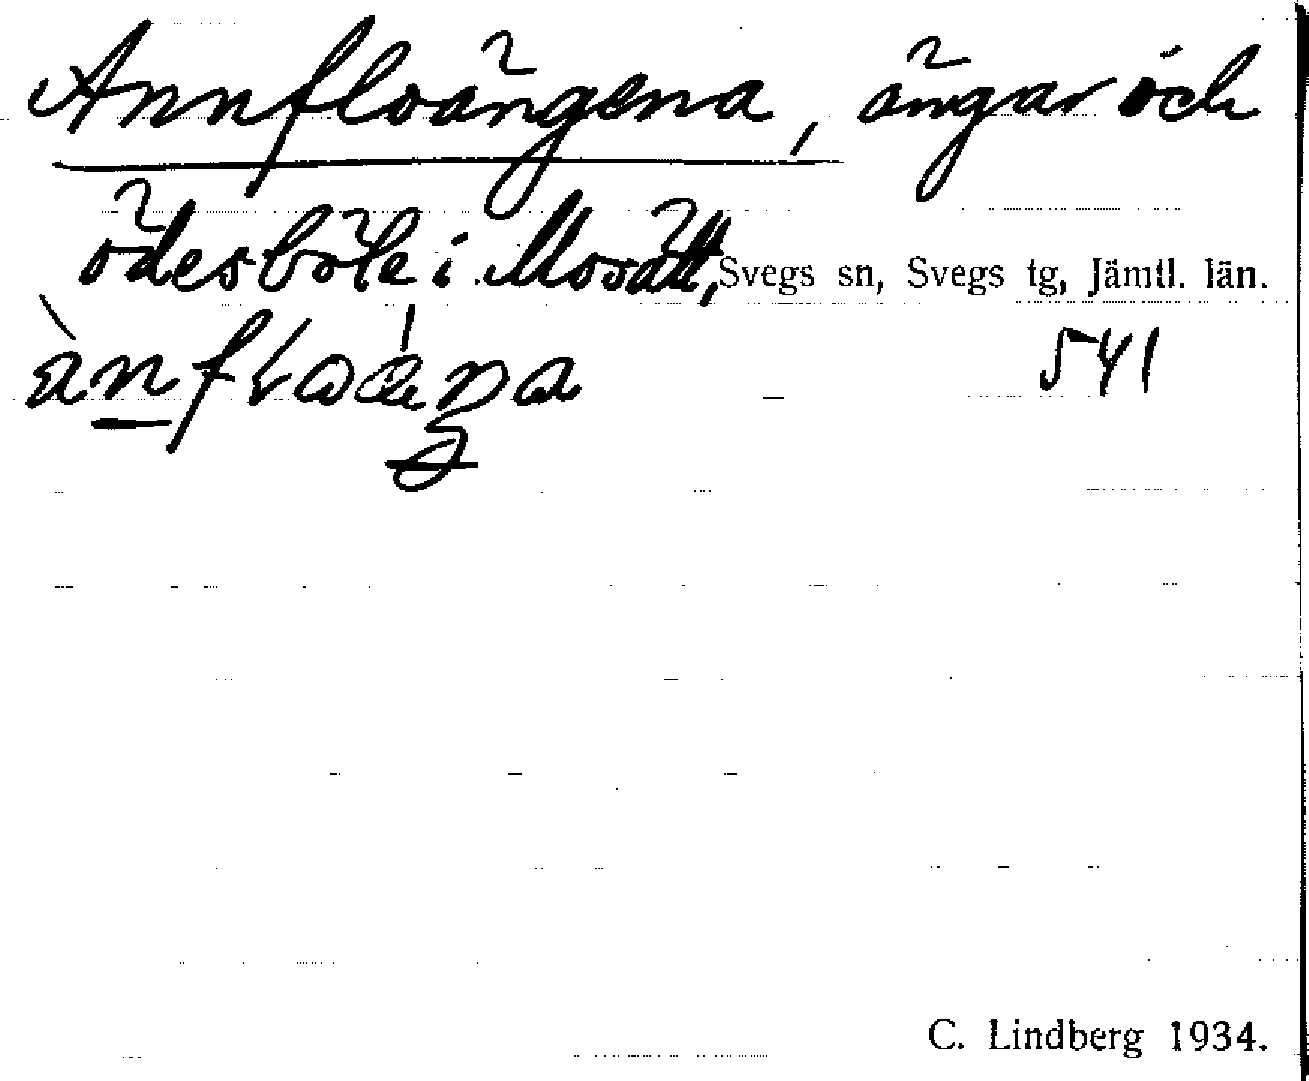 Annfloängena, ängar och
ödesböle i Mosätt, Svegs sn, Svegs tg, Jämtl. län.
541
C. Lindberg 1934.